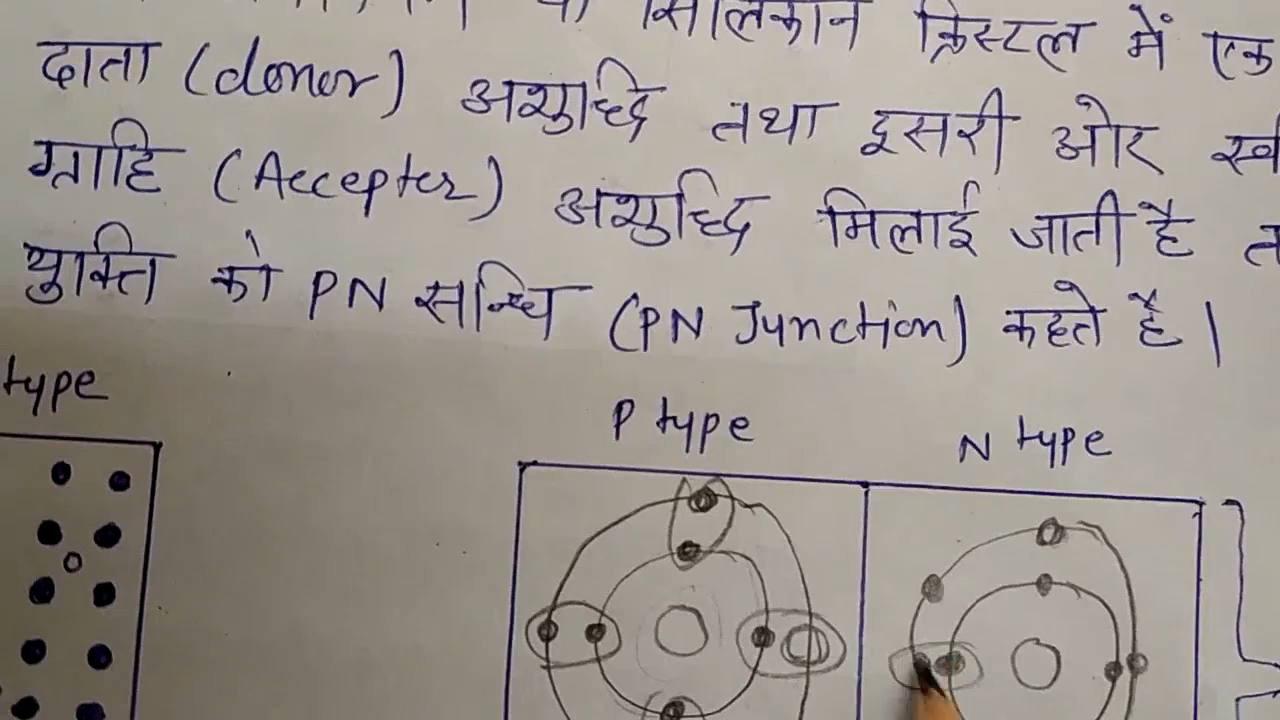 सिलिकॉन क्रिस्टल में एक
दाता (donor) अशुद्धि तथा दूसरी ओर
ग्राहि (Accepter) अशुद्धि मिलाई जाती है
युक्ति को PN सन्धि (PN Junction) कहते है।
type
P type
N type